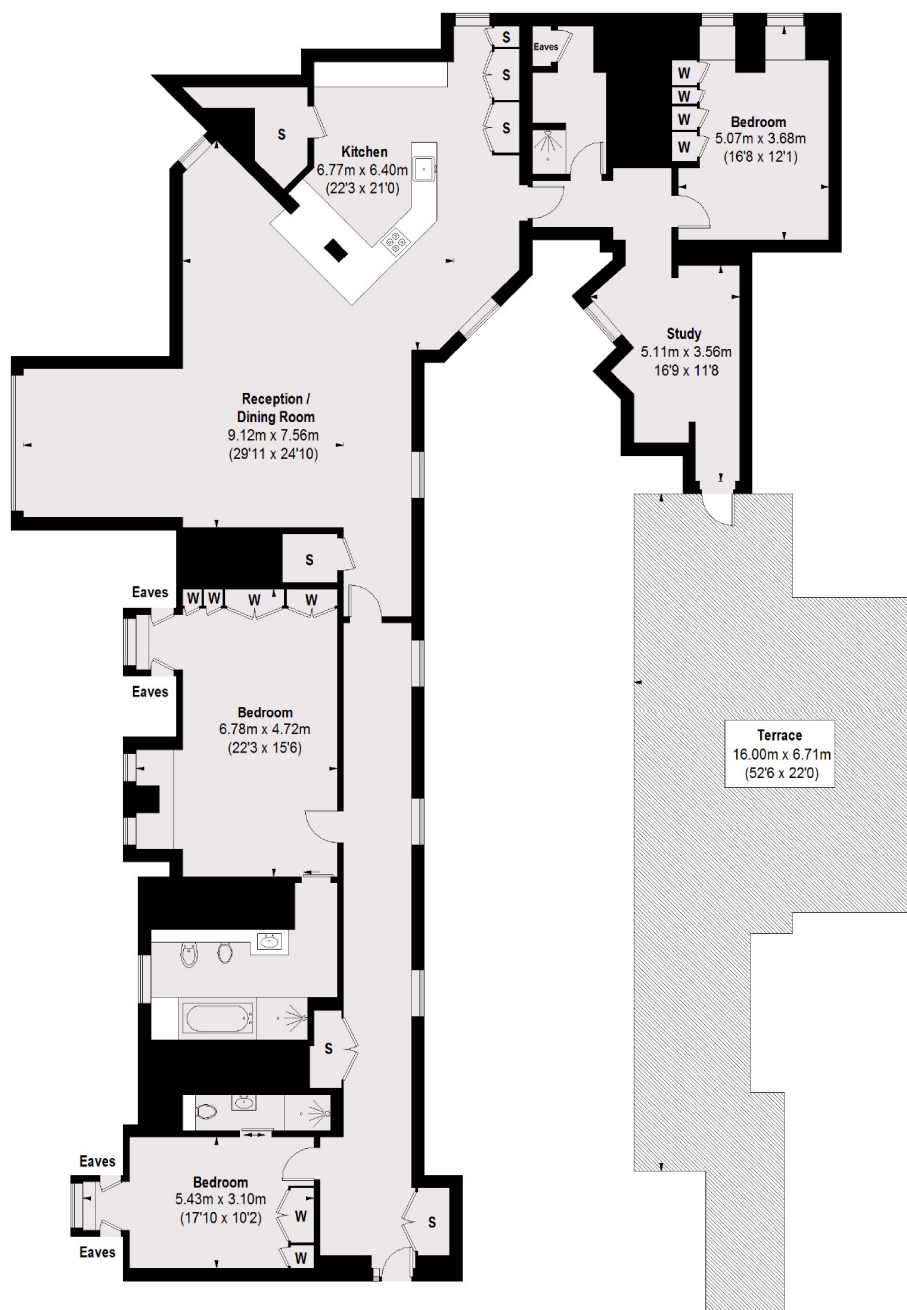 S
S
S
Eaves
W
W
W
W
Bedroom
5.07m x 3.68m
(16'8 x 12'1)
S
Kitchen
6.77m x 6.40m
(22'3 x 21'0)
Study
5.11m x 3.56m
16'9 x 11'8
Reception /
Dining Room
9.12m x 7.56m
(29'11 x 24'10)
S
Eaves
W
W
W
W
Eaves
Bedroom
6.78m x 4.72m
(22'3 x 15'6)
Terrace
16.00m x 6.71m
(52'6 x 22'0)
S
Eaves
Bedroom
5.43m x 3.10m
(17'10 x 10'2)
W
W
S
Eaves